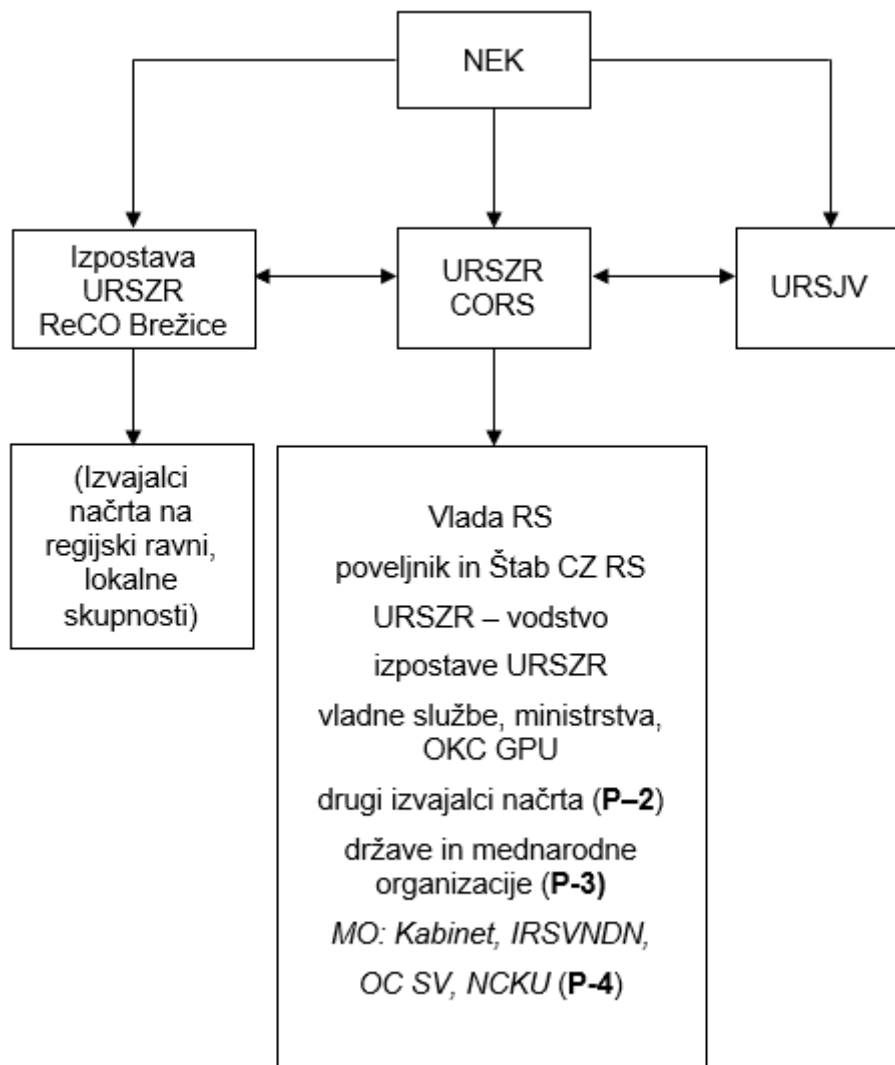 NEK
Izpostava
URSZR
ReCO Brežice
URSZR
CORS
URSJV
(Izvajalci
načrta na
regijski ravni,
lokalne
skupnosti)
Vlada RS
poveljnik in Štab CZ RS
URSZR – vodstvo
izpostave URSZR
vladne službe, ministrstva,
OKC GPU
drugi izvajalci načrta (P–2)
države in mednarodne
organizacije (P-3)
MO: Kabinet, IRSVNDN,
OC SV, NCKU (P-4)